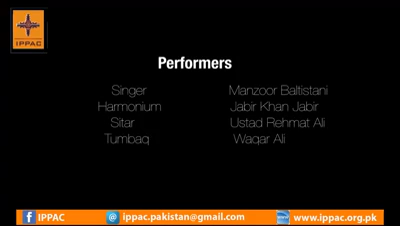 IPPAC
Performers
Singer Manzoor Baltistani
Harmonium Jabir Khan Jabir
Sitar Ustad Rehmat Ali
Tumbaq Waqar Ali
IPPAC ippac.pakistan@gmail.com www.ippac.org.pk